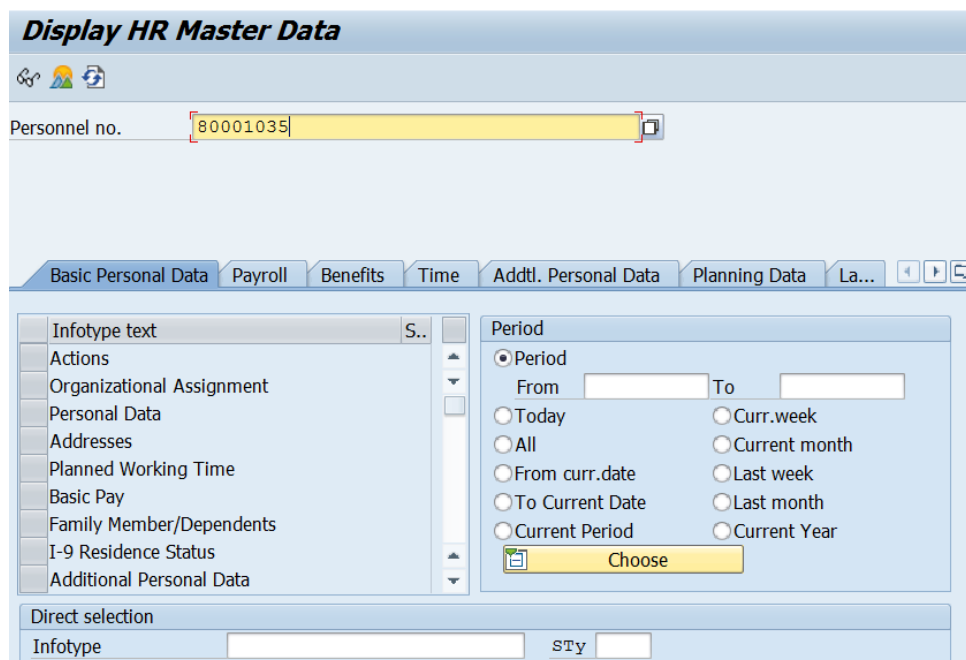 Display HR Master Data
Personnel no. 80001035
Basic Personal Data Payroll Benefits Time Addtl. Personal Data Planning Data La...
Infotype text S..
Actions
Organizational Assignment
Personal Data
Addresses
Planned Working Time
Basic Pay
Family Member/Dependents
I-9 Residence Status
Additional Personal Data
Period
Period
From To
Today Curr.week
All Current month
From curr.date Last week
To Current Date Last month
Current Period Current Year
Choose
Direct selection
Infotype STy